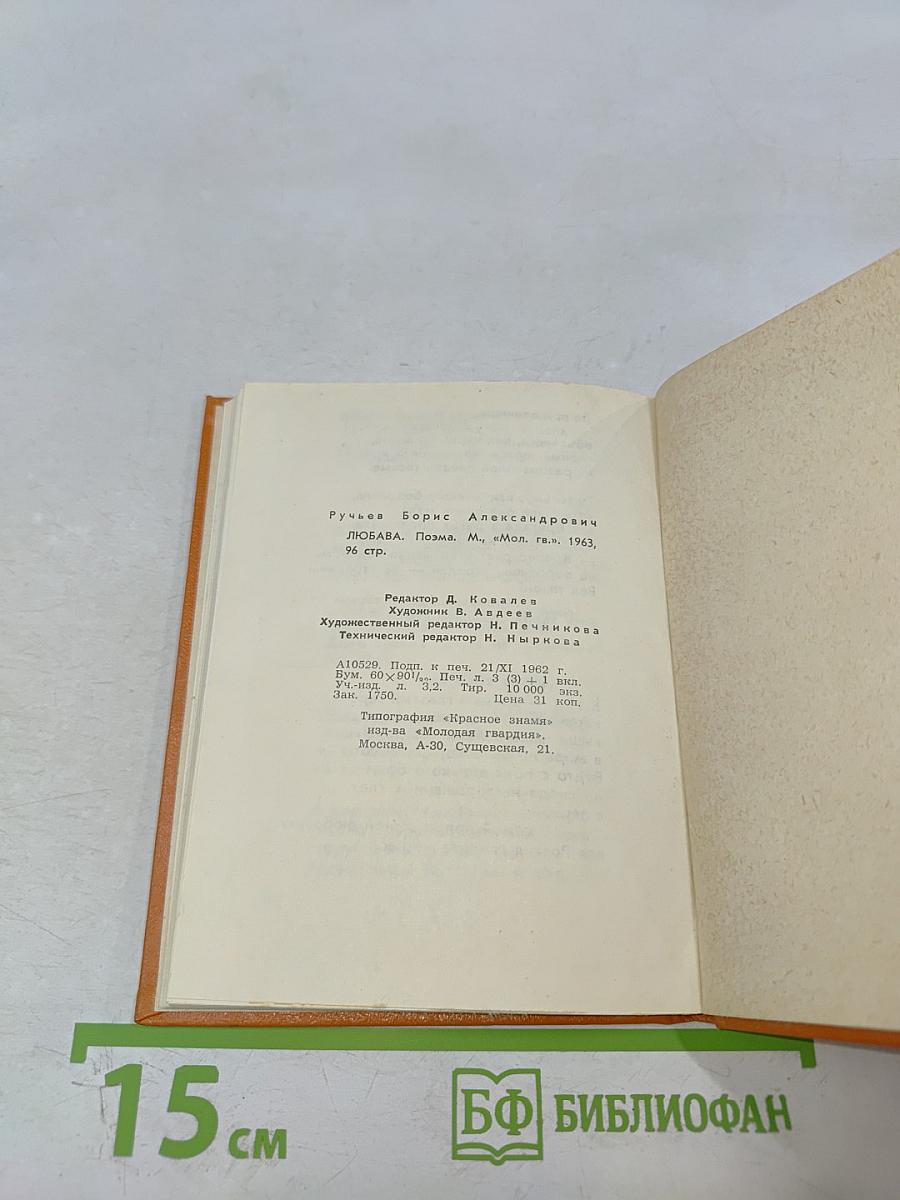 Ручьев Борис Александрович
ЛЮБАВА. Поэма. М., «Мол. гв.». 1963,
96 стр.
Редактор Д. Ковалев
Художник В. Авдеев
Художественный редактор Н. Печникова
Технический редактор Н. Ныркова
А10529. Подп. к печ. 21/XI 1962 г.
Бум. 60×90¹/ Печ. л. 3 (3) + 1 вкл.
Уч.-изд. л. 3,2. Тир. 10 000 экз.
Зак. 1750. Цена 31 коп.
Типография «Красное знамя»
изд-ва «Молодая гвардия».
Москва, А-30, Сущевская, 21.
15 см
БФ БИБЛИОФАН